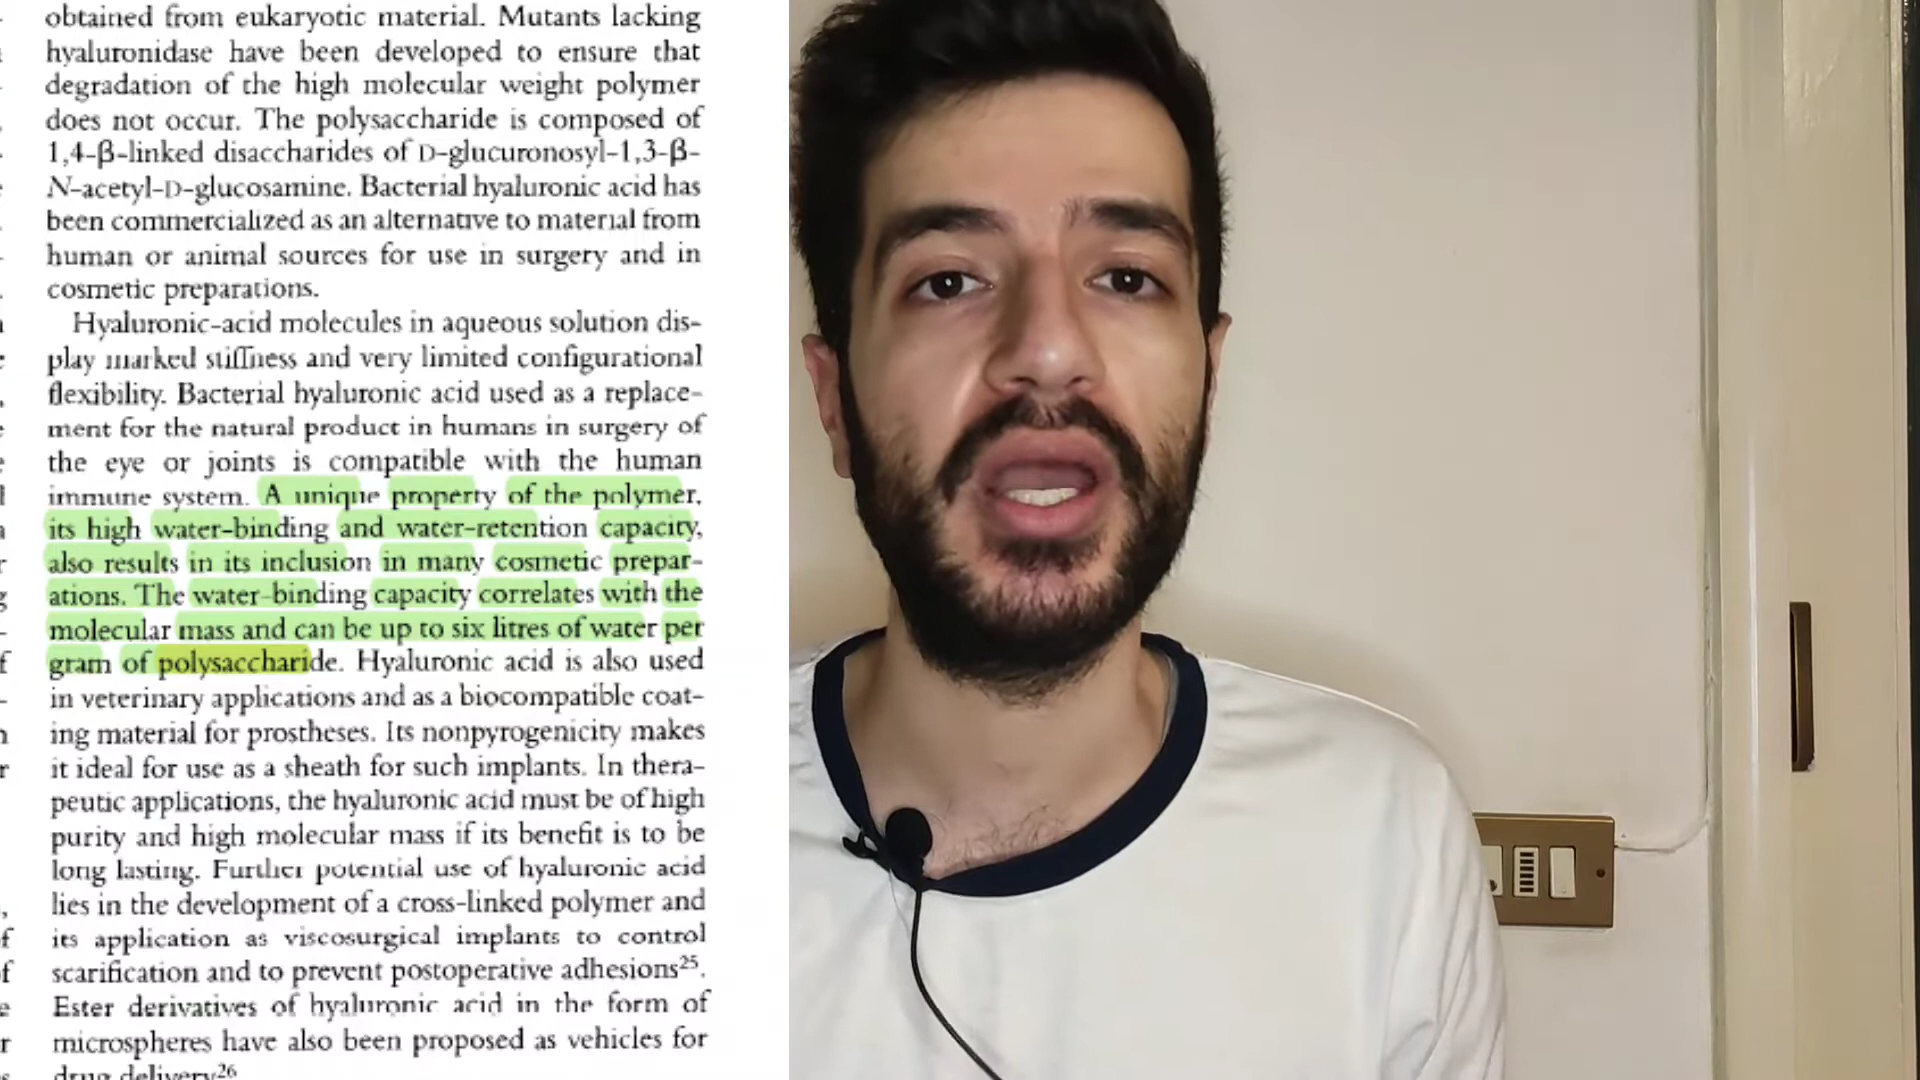 obtained from eukaryotic material. Mutants lacking
hyaluronidase have been developed to ensure that
degradation of the high molecular weight polymer
does not occur. The polysaccharide is composed of
1,4-β-linked disaccharides of D-glucuronosyl-1,3-β-
N-acetyl-D-glucosamine. Bacterial hyaluronic acid has
been commercialized as an alternative to material from
human or animal sources for use in surgery and in
cosmetic preparations.
Hyaluronic-acid molecules in aqueous solution dis-
play marked stiffness and very limited configurational
flexibility. Bacterial hyaluronic acid used as a replace-
ment for the natural product in humans in surgery of
the eye or joints is compatible with the human
immune system. A unique property of the polymer,
its high water-binding and water-retention capacity,
also results in its inclusion in many cosmetic prepar-
ations. The water-binding capacity correlates with the
molecular mass and can be up to six litres of water per
gram of polysaccharide. Hyaluronic acid is also used
in veterinary applications and as a biocompatible coat-
ing material for prostheses. Its nonpyrogenicity makes
it ideal for use as a sheath for such implants. In thera-
peutic applications, the hyaluronic acid must be of high
purity and high molecular mass if its benefit is to be
long lasting. Further potential use of hyaluronic acid
lies in the development of a cross-linked polymer and
its application as viscosurgical implants to control
scarification and to prevent postoperative adhesions25.
Ester derivatives of hyaluronic acid in the form of
microspheres have also been proposed as vehicles for
drug delivery26